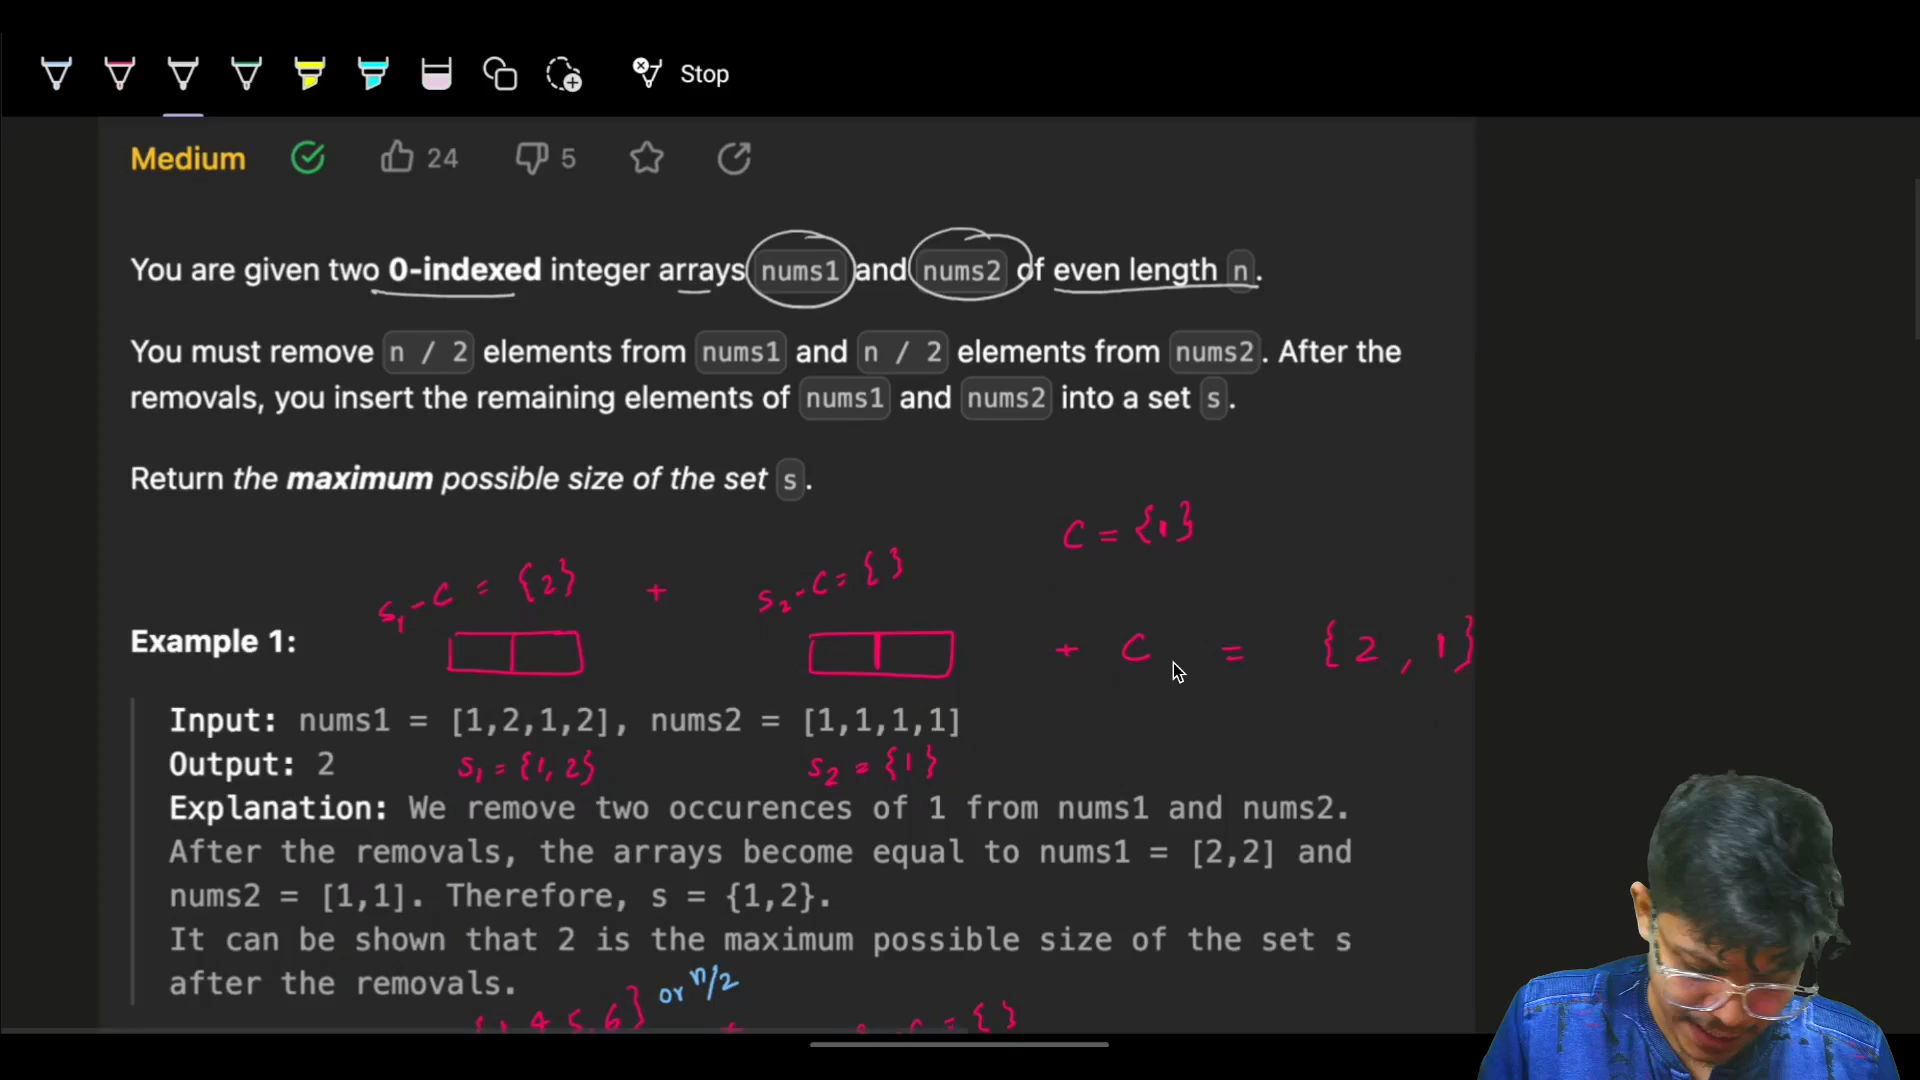 Stop
Medium 24 5
You are given two 0-indexed integer arrays nums1 and nums2 of even length n.
You must remove n / 2 elements from nums1 and n / 2 elements from nums2. After the
removals, you insert the remaining elements of nums1 and nums2 into a set s.
Return the maximum possible size of the set s.
C = {1}
S₁ - C = {2} + S₂ - C = { }
Example 1:
+ C = {2, 1}
Input: nums1 = [1,2,1,2], nums2 = [1,1,1,1]
Output: 2
S₁ = {1, 2} S₂ = {1}
Explanation: We remove two occurences of 1 from nums1 and nums2.
After the removals, the arrays become equal to nums1 = [2,2] and
nums2 = [1,1]. Therefore, s = {1,2}.
It can be shown that 2 is the maximum possible size of the set s
after the removals.
or n/2
4 5, 6} + C = { }